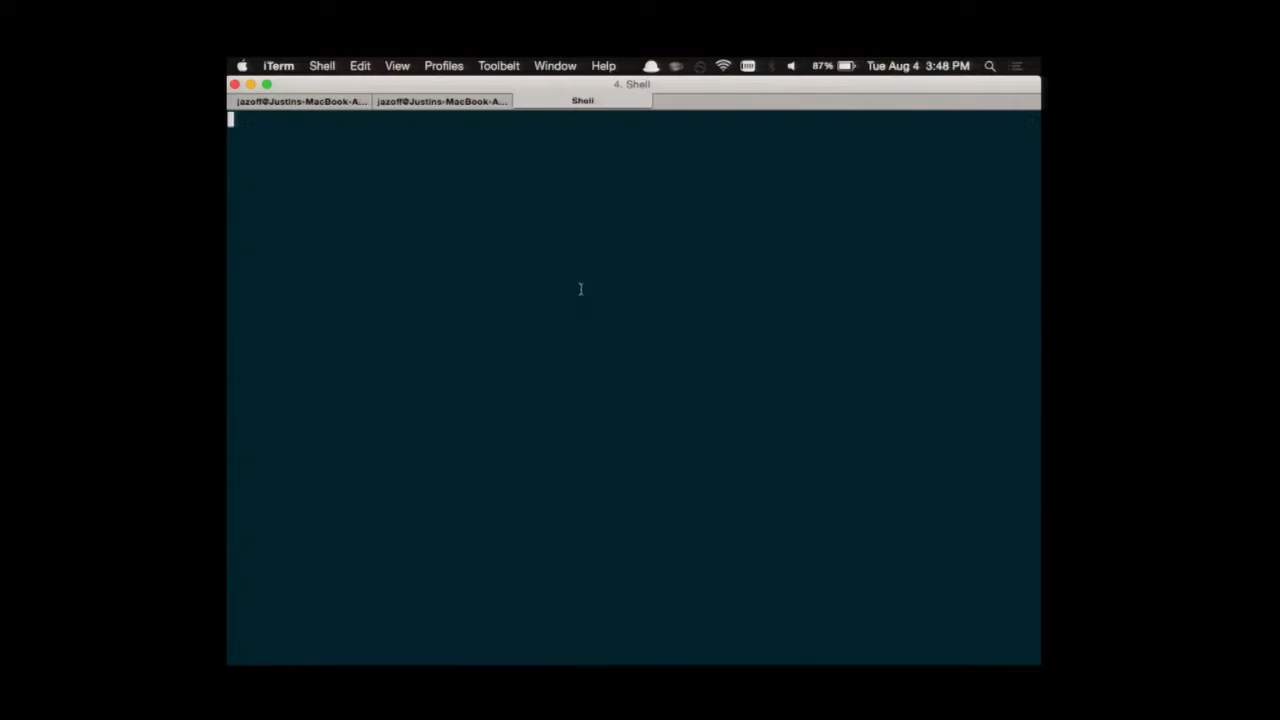 iTerm Shell Edit View Profiles Toolbelt Window Help 87% Tue Aug 4 3:48 PM
4. Shell
jazoff@Justins-MacBook-A... jazoff@Justins-MacBook-A... Shell